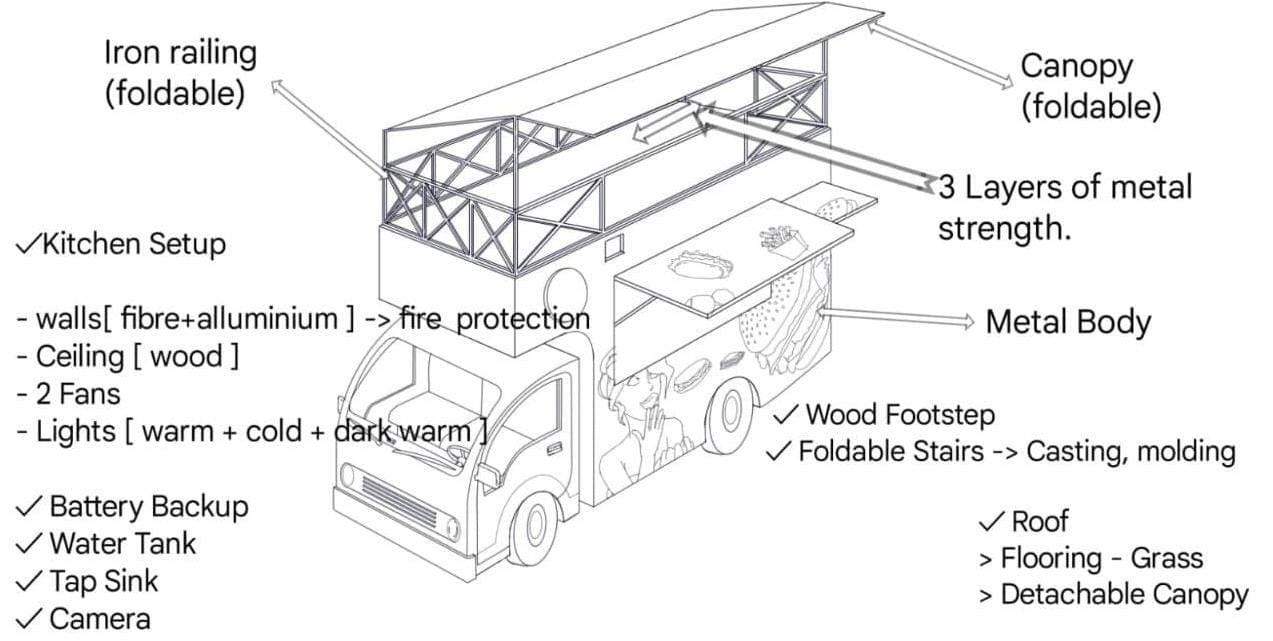 Iron railing
(foldable)
Canopy
(foldable)
3 Layers of metal
strength.
✓Kitchen Setup
- walls[ fibre+alluminium ] -> fire protection
- Ceiling [ wood ]
- 2 Fans
- Lights [ warm + cold + dark warm ]
Metal Body
✓ Wood Footstep
✓ Foldable Stairs -> Casting, molding
✓ Battery Backup
✓ Water Tank
✓ Tap Sink
✓ Camera
✓ Roof
> Flooring - Grass
> Detachable Canopy